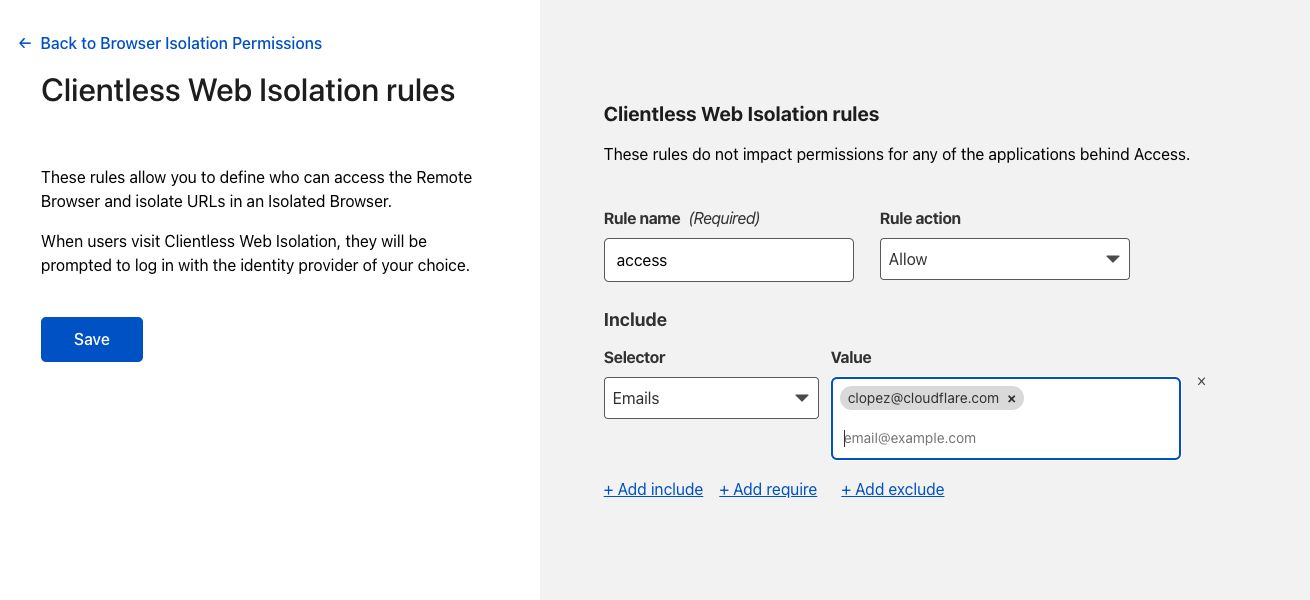 ← Back to Browser Isolation Permissions
Clientless Web Isolation rules
These rules allow you to define who can access the Remote
Browser and isolate URLs in an Isolated Browser.
When users visit Clientless Web Isolation, they will be
prompted to log in with the identity provider of your choice.
Save
Clientless Web Isolation rules
These rules do not impact permissions for any of the applications behind Access.
Rule name (Required) Rule action
access Allow
Include
Selector Value
Emails clopez@cloudflare.com × ×
email@example.com
+ Add include + Add require + Add exclude